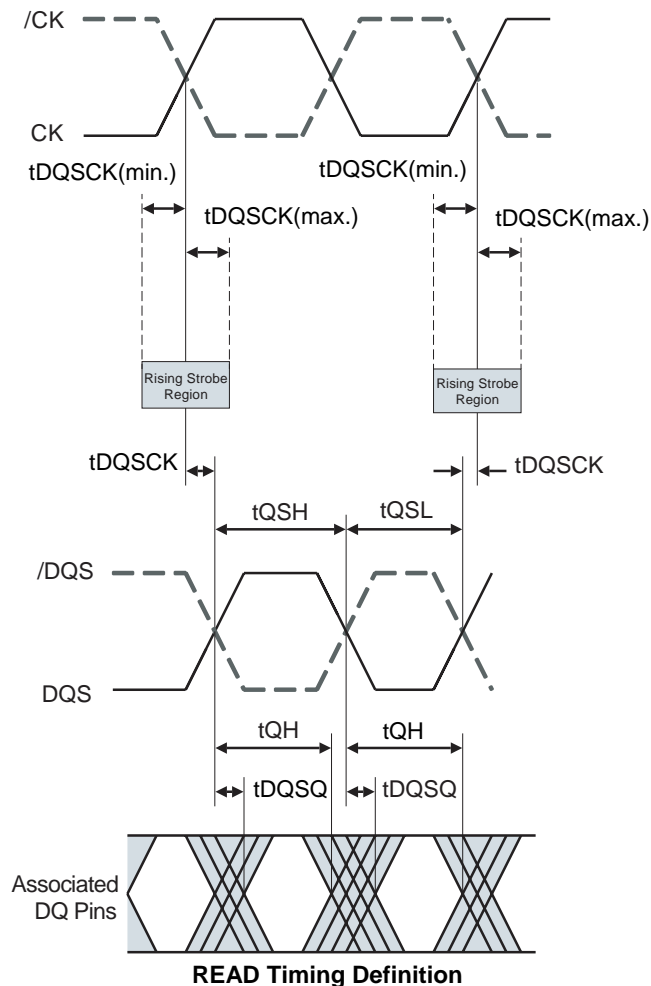 /CK
CK
tDQSCK(min.)
tDQSCK(min.)
tDQSCK(max.)
tDQSCK(max.)
Rising Strobe
Region
Rising Strobe
Region
tDQSCK
tDQSCK
tQSH
tQSL
/DQS
DQS
tQH
tQH
tDQSQ
tDQSQ
Associated
DQ Pins
READ Timing Definition